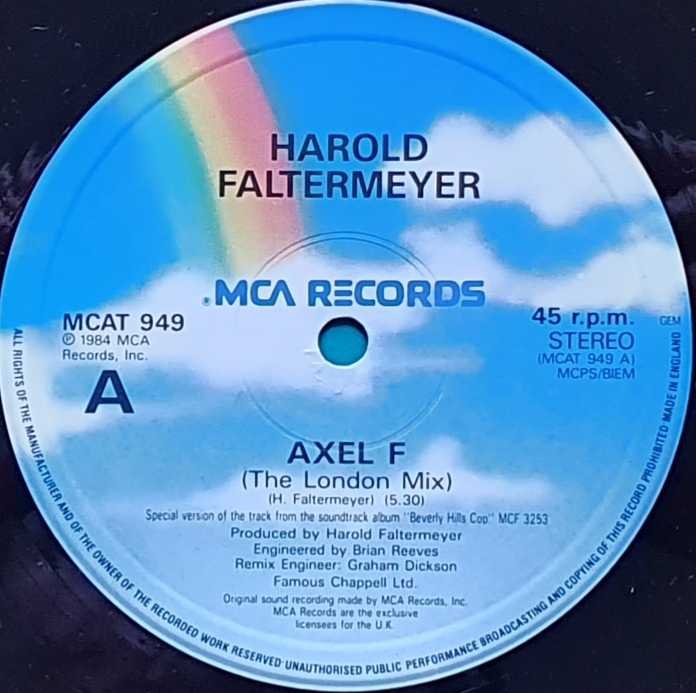 HAROLD
FALTERMEYER
.MCA RECORDS
MCAT 949
℗ 1984 MCA
Records, Inc.
A
45 r.p.m.
STEREO
(MCAT 949 A)
MCPS/BIEM
GEM
AXEL F
(The London Mix)
(H. Faltermeyer) (5.30)
Special version of the track from the soundtrack album "Beverly Hills Cop" MCF 3253
Produced by Harold Faltermeyer
Engineered by Brian Reeves
Remix Engineer: Graham Dickson
Famous Chappell Ltd.
Original sound recording made by MCA Records, Inc.
MCA Records are the exclusive
licensees for the U.K.
ALL RIGHTS OF THE MANUFACTURER AND OF THE OWNER OF THE RECORDED WORK RESERVED·UNAUTHORISED PUBLIC PERFORMANCE BROADCASTING AND COPYING OF THIS RECORD PROHIBITED·MADE IN ENGLAND